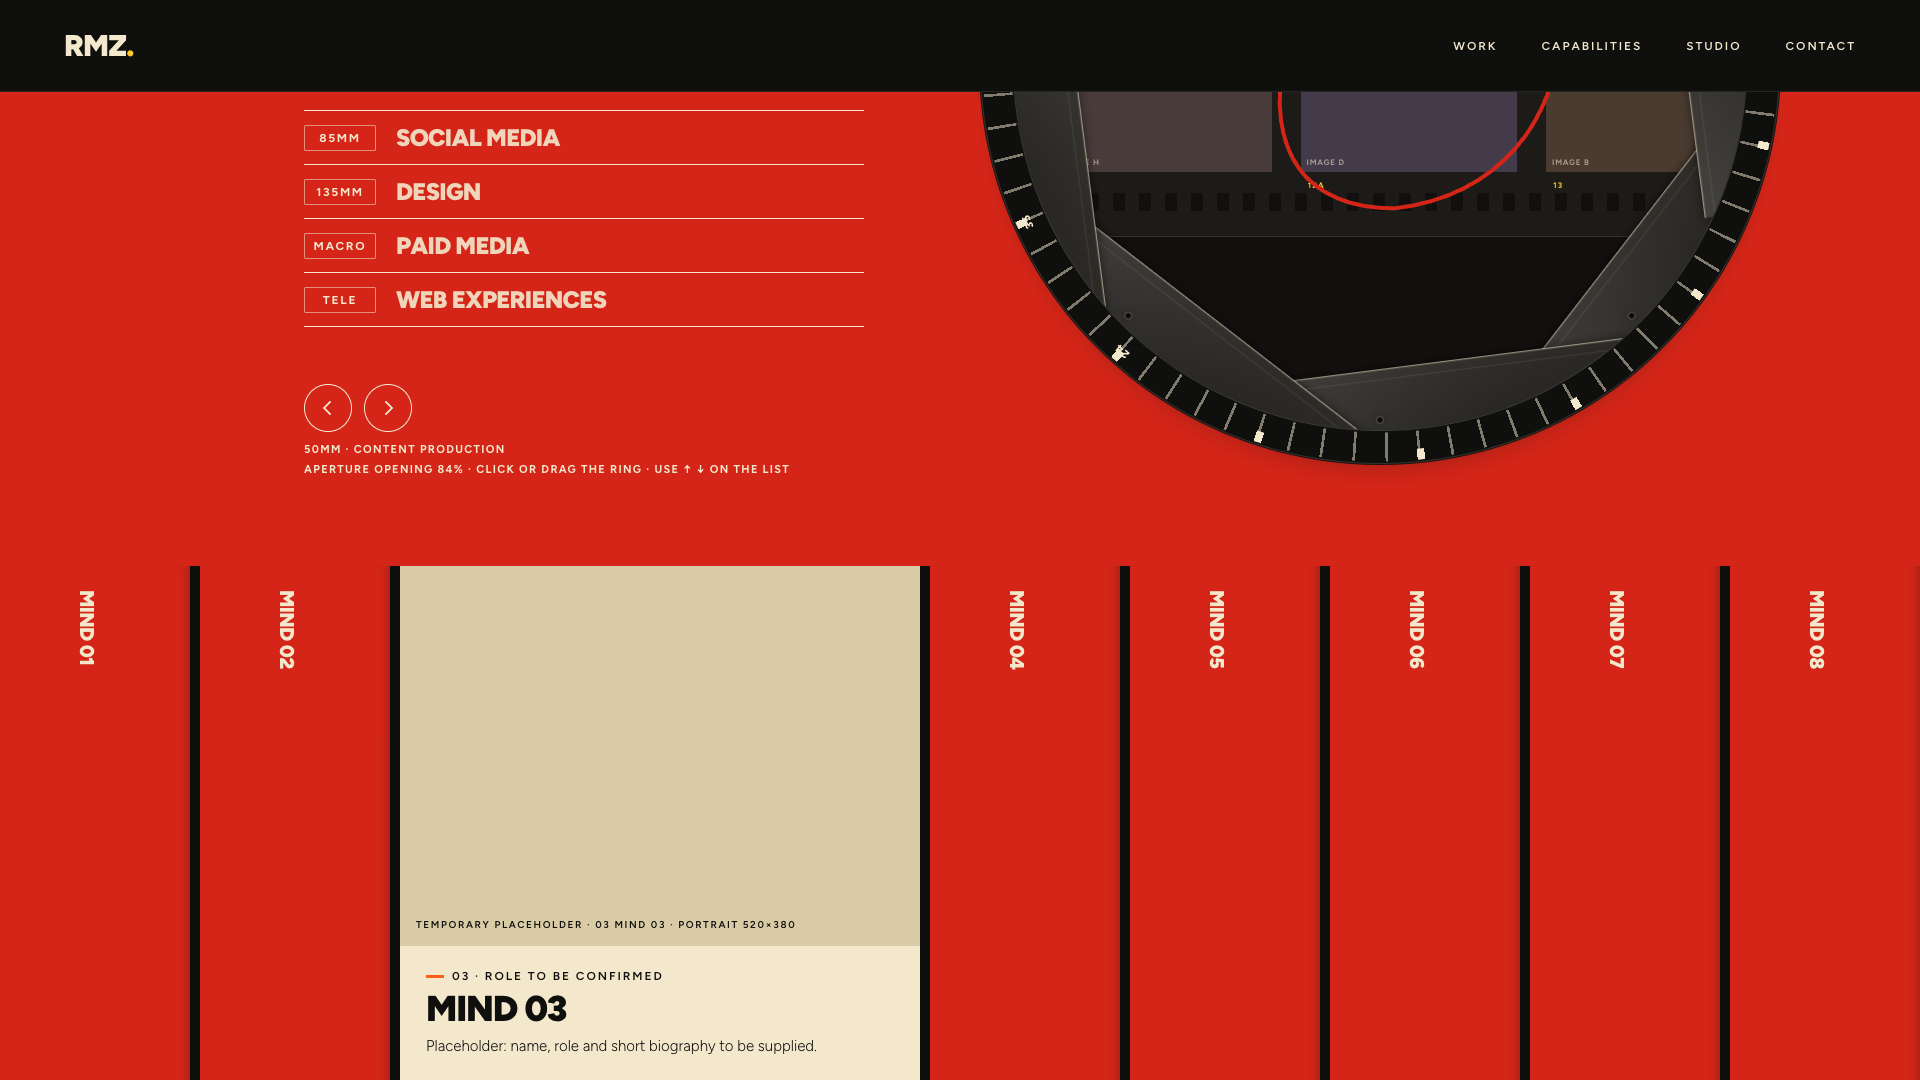 RMZ.
WORK
CAPABILITIES
STUDIO
CONTACT
85MM
SOCIAL MEDIA
135MM
DESIGN
MACRO
PAID MEDIA
TELE
WEB EXPERIENCES
50MM · CONTENT PRODUCTION
APERTURE OPENING 84% · CLICK OR DRAG THE RING · USE ↑ ↓ ON THE LIST
H
IMAGE D
IMAGE B
13
MIND 01
MIND 02
TEMPORARY PLACEHOLDER · 03 MIND 03 · PORTRAIT 520×380
03 · ROLE TO BE CONFIRMED
MIND 03
Placeholder: name, role and short biography to be supplied.
MIND 04
MIND 05
MIND 06
MIND 07
MIND 08